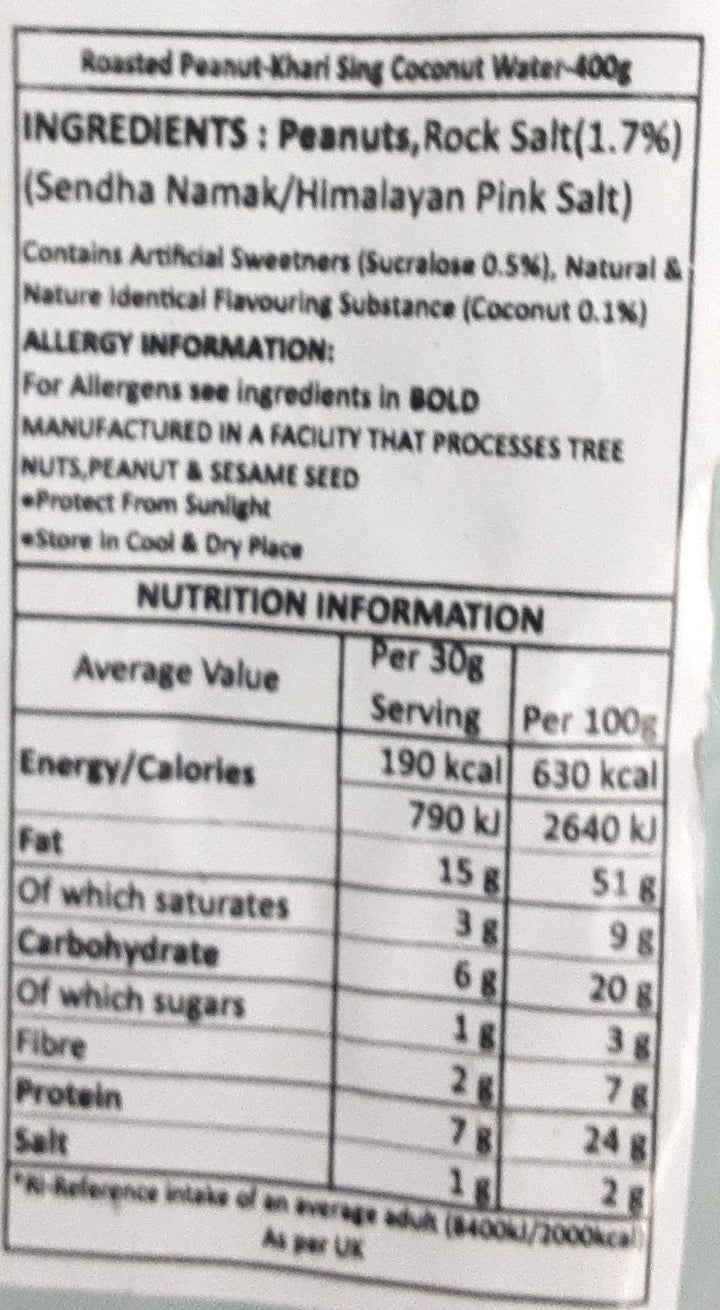 Roasted Peanut-Khari Sing Coconut Water-400g
INGREDIENTS : Peanuts,Rock Salt(1.7%)
(Sendha Namak/Himalayan Pink Salt)
Contains Artificial Sweetners (Sucralose 0.5%), Natural &
Nature Identical Flavouring Substance (Coconut 0.1%)
ALLERGY INFORMATION:
For Allergens see ingredients in BOLD
MANUFACTURED IN A FACILITY THAT PROCESSES TREE
NUTS,PEANUT & SESAME SEED
•Protect From Sunlight
•Store in Cool & Dry Place
NUTRITION INFORMATION
Average Value Per 30g Serving Per 100g
Energy/Calories 190 kcal 630 kcal
790 kJ 2640 kJ
Fat 15 g 51 g
Of which saturates 3 g 9 g
Carbohydrate 6 g 20 g
Of which sugars 1 g 3 g
Fibre 2 g 7 g
Protein 7 g 24 g
Salt 1 g 2 g
*RI-Reference intake of an average adult (8400kJ/2000kcal)
As per UK